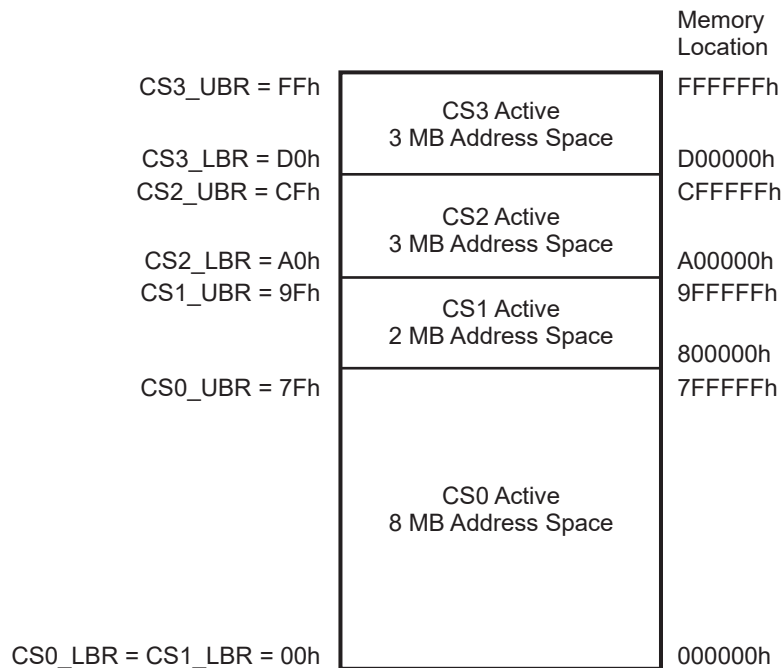 Memory
Location
CS3_UBR = FFh
FFFFFFh
CS3 Active
3 MB Address Space
CS3_LBR = D0h
D00000h
CS2_UBR = CFh
CFFFFFh
CS2 Active
3 MB Address Space
CS2_LBR = A0h
A00000h
CS1_UBR = 9Fh
9FFFFFh
CS1 Active
2 MB Address Space
800000h
CS0_UBR = 7Fh
7FFFFFh
CS0 Active
8 MB Address Space
CS0_LBR = CS1_LBR = 00h
000000h